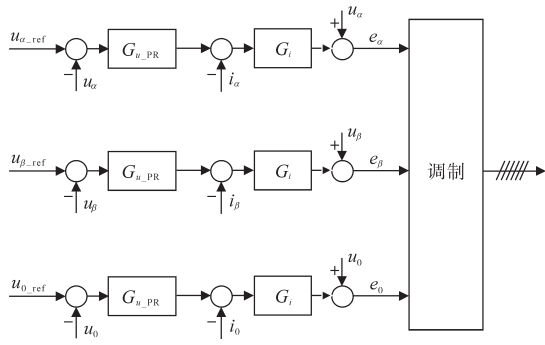 u_α
u_α_ref
G_u_PR
G_i
e_α
u_α
i_α
u_β
u_β_ref
G_u_PR
G_i
e_β
调制
u_β
i_β
u_0
u_0_ref
G_u_PR
G_i
e_0
u_0
i_0